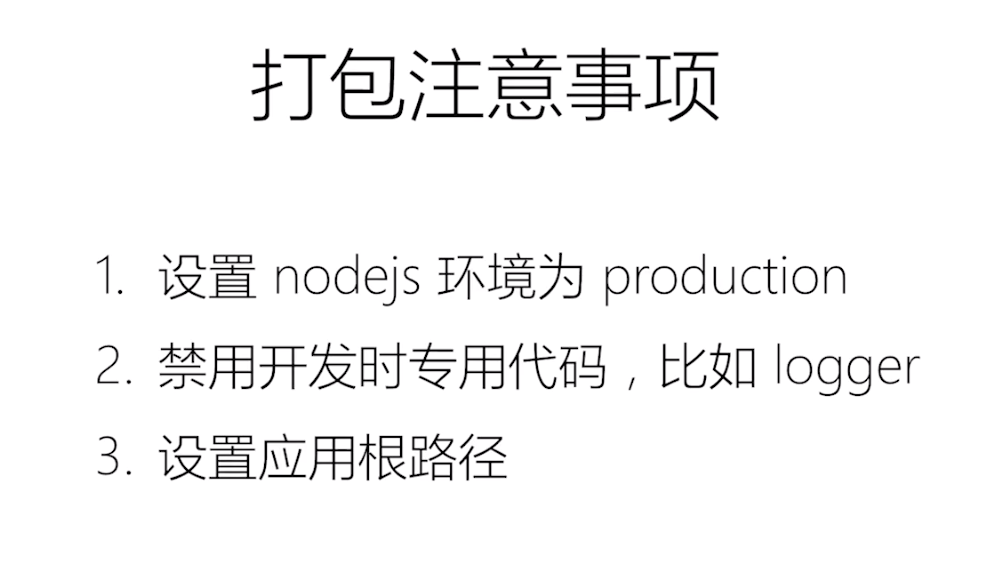 打包注意事项
1. 设置 nodejs 环境为 production
2. 禁用开发时专用代码，比如 logger
3. 设置应用根路径